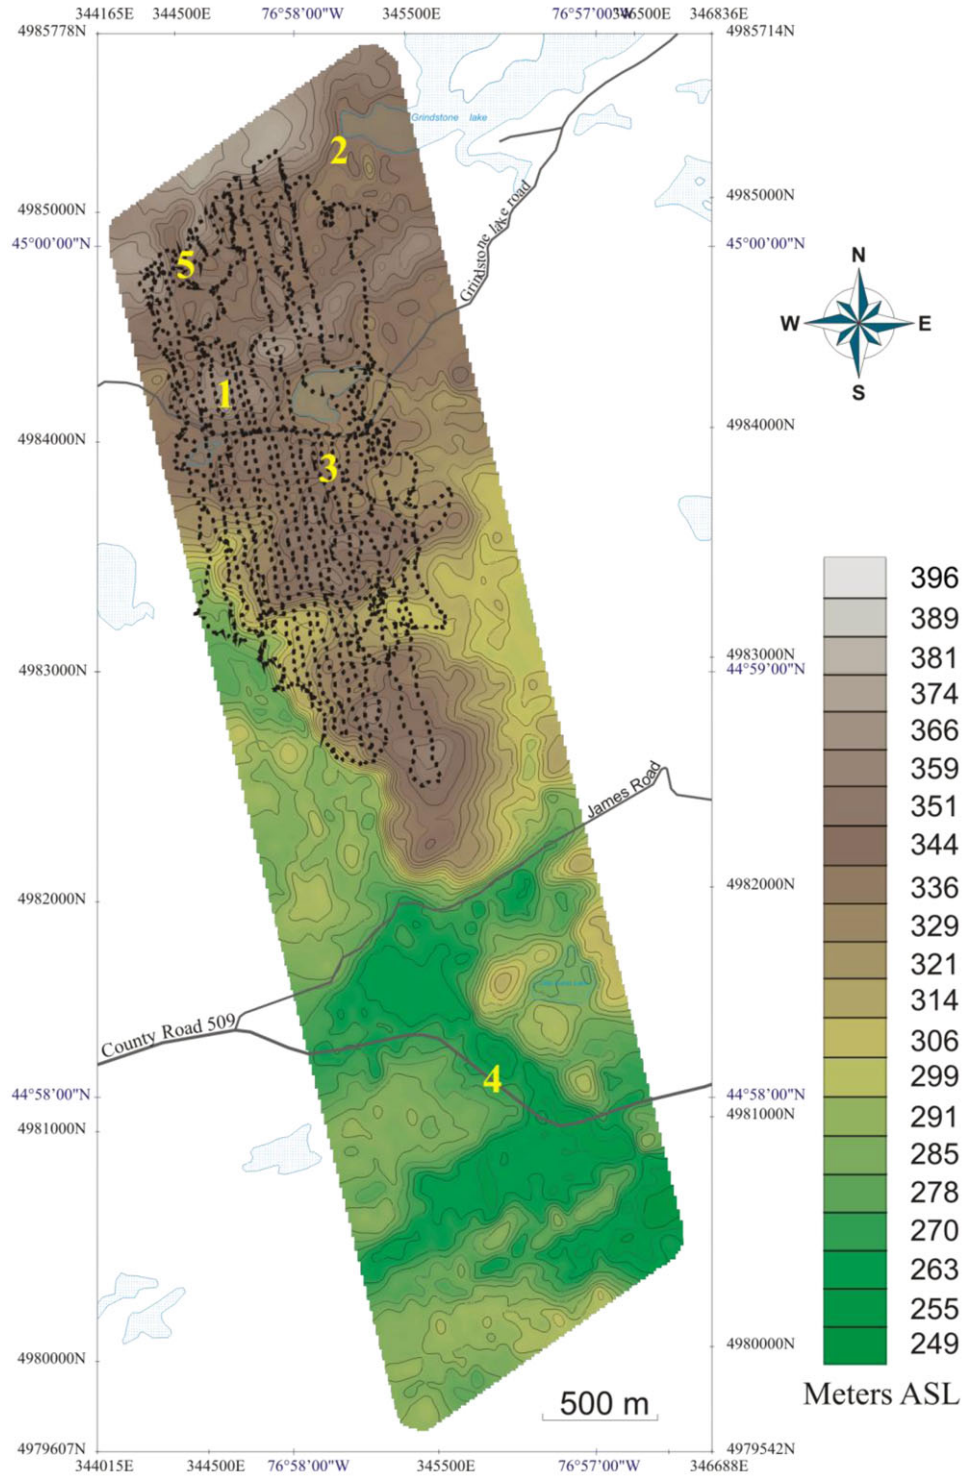 344165E 344500E 76°58'00"W 345500E 76°57'00"W 346500E 346836E
4985778N
4985714N
Grindstone lake
2
4985000N
4985000N
45°00'00"N
45°00'00"N
Grindstone lake road
5
N
W E
S
1
4984000N
4984000N
3
396
389
381
374
366
359
351
344
336
329
321
314
306
299
291
285
278
270
263
255
249
Meters ASL
4983000N
4983000N
44°59'00"N
James Road
4982000N
4982000N
County Road 509
4
44°58'00"N
44°58'00"N
4981000N
4981000N
4980000N
4980000N
500 m
4979607N
4979542N
344015E 344500E 76°58'00"W 345500E 76°57'00"W 346688E